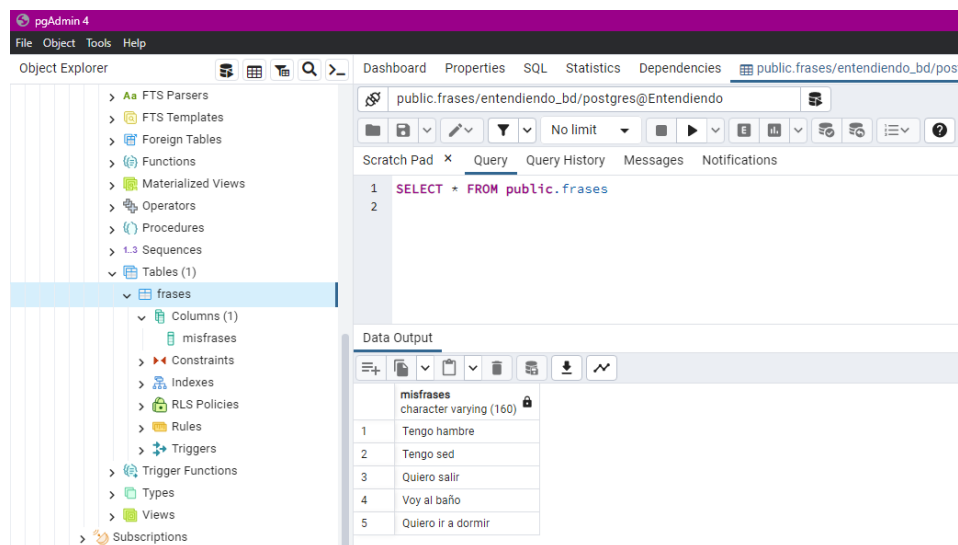 pgAdmin 4
File Object Tools Help
Object Explorer
Aa FTS Parsers
FTS Templates
Foreign Tables
Functions
Materialized Views
Operators
Procedures
1..3 Sequences
Tables (1)
frases
Columns (1)
misfrases
Constraints
Indexes
RLS Policies
Rules
Triggers
Trigger Functions
Types
Views
Subscriptions
Dashboard Properties SQL Statistics Dependencies public.frases/entendiendo_bd/pos
public.frases/entendiendo_bd/postgres@Entendiendo
No limit E
Scratch Pad × Query Query History Messages Notifications
1 SELECT * FROM public.frases
2
Data Output
misfrases
character varying (160)
1 Tengo hambre
2 Tengo sed
3 Quiero salir
4 Voy al baño
5 Quiero ir a dormir